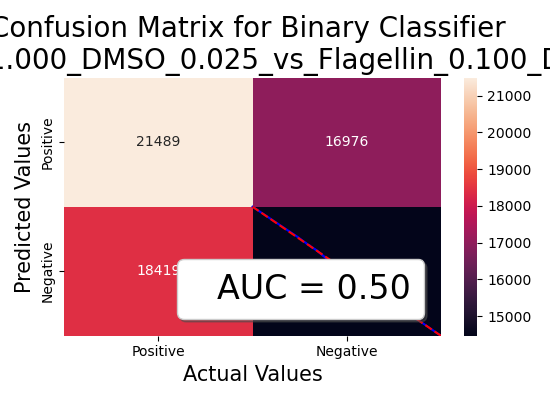 Confusion Matrix for Binary Classifier
1.000_DMSO_0.025_vs_Flagellin_0.100_D
Predicted Values
Positive
Negative
21489
16976
18419
AUC = 0.50
Positive
Negative
Actual Values
21000
20000
19000
18000
17000
16000
15000